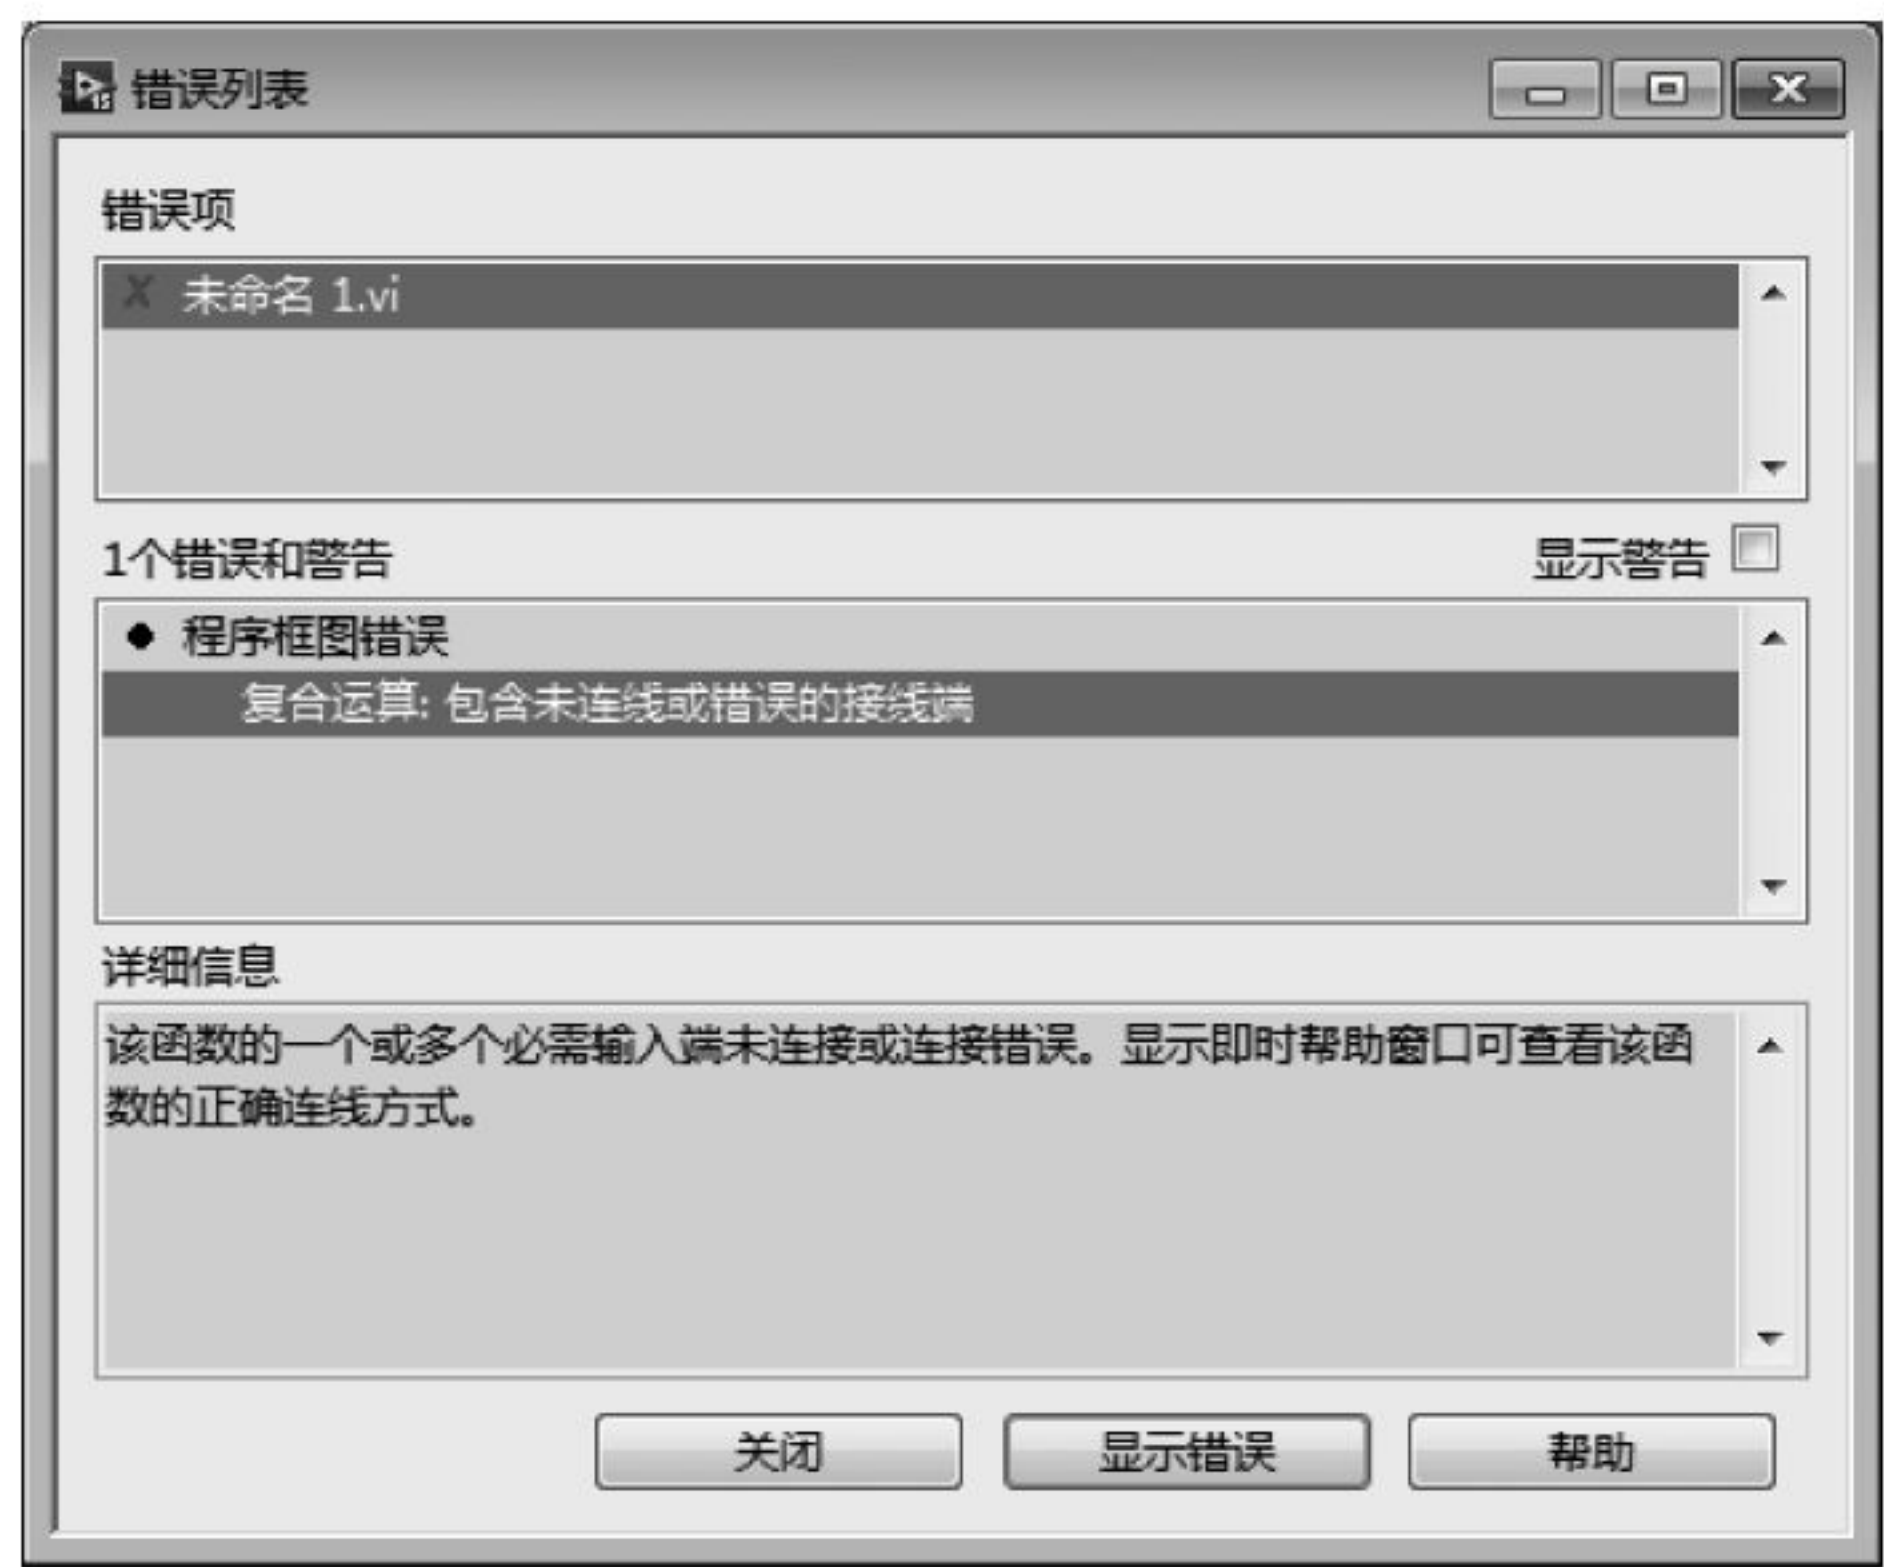 错误列表
错误项
X 未命名 1.vi
1个错误和警告 显示警告
程序框图错误
复合运算: 包含未连线或错误的接线端
详细信息
该函数的一个或多个必需输入端未连接或连接错误。显示即时帮助窗口可查看该函
数的正确连线方式。
关闭 显示错误 帮助